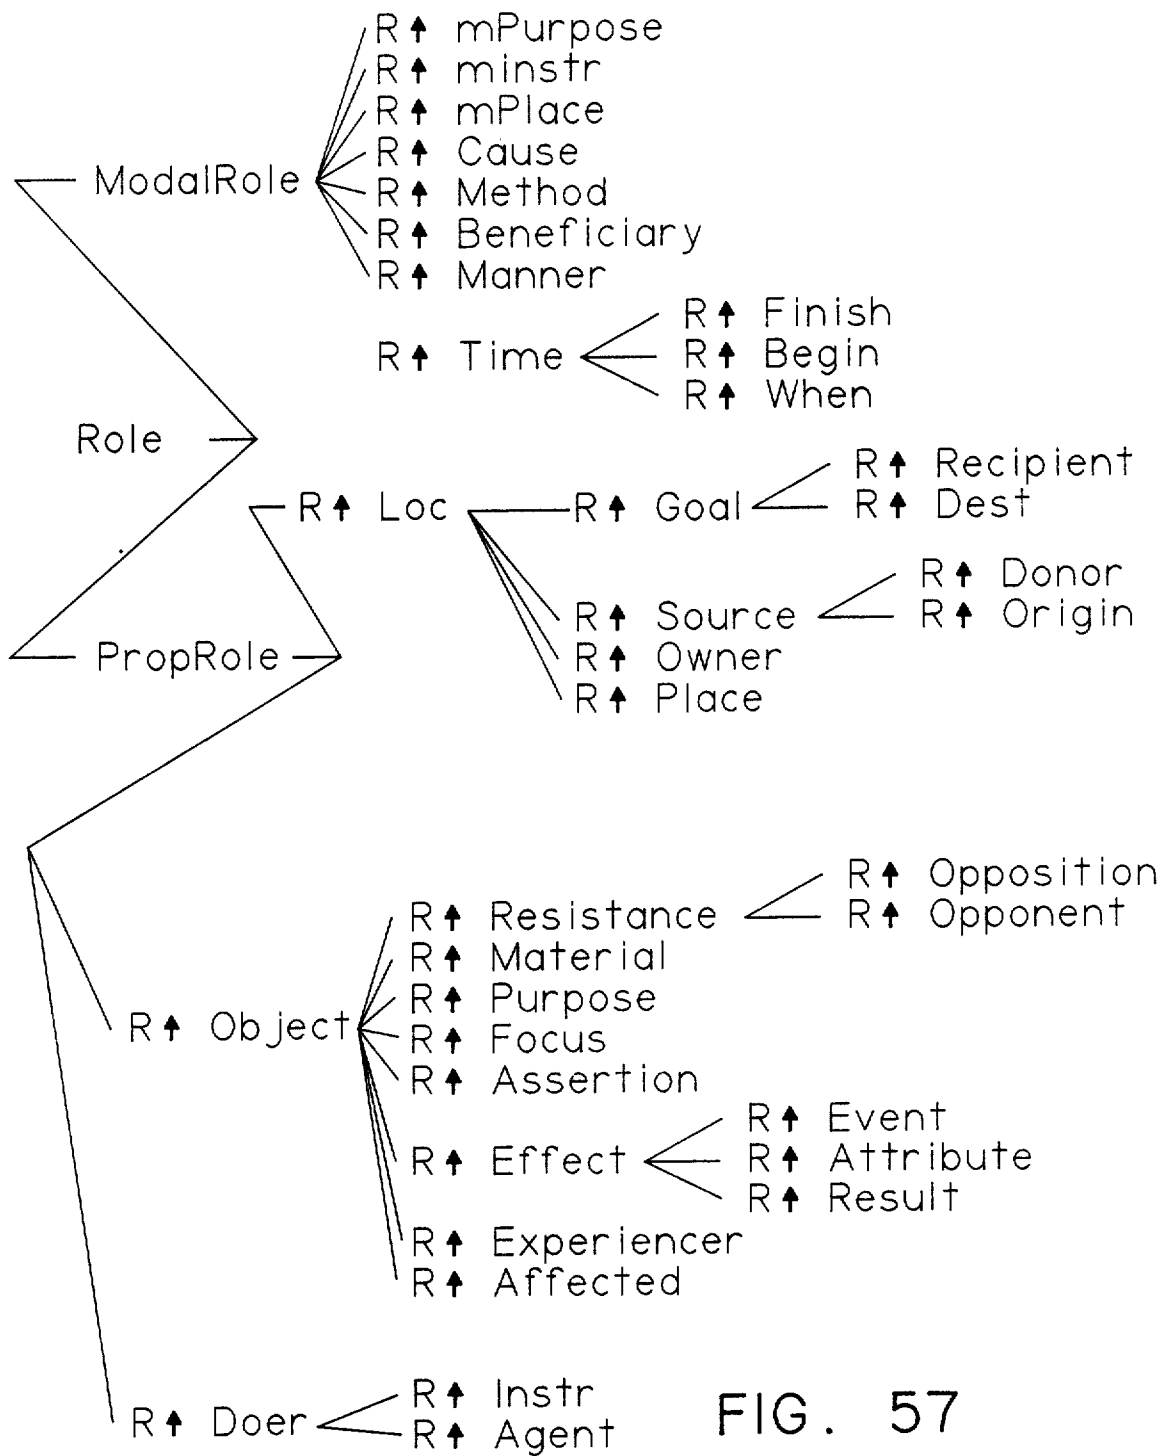 R↑ mPurpose
R↑ minstr
R↑ mPlace
R↑ Cause
ModalRole
R↑ Method
R↑ Beneficiary
R↑ Manner
R↑ Finish
R↑ Time R↑ Begin
R↑ When
Role
R↑ Recipient
R↑ Loc R↑ Goal R↑ Dest
R↑ Donor
R↑ Source R↑ Origin
PropRole R↑ Owner
R↑ Place
R↑ Opposition
R↑ Resistance R↑ Opponent
R↑ Material
R↑ Purpose
R↑ Object R↑ Focus
R↑ Assertion
R↑ Event
R↑ Effect R↑ Attribute
R↑ Result
R↑ Experiencer
R↑ Affected
R↑ Instr
R↑ Doer R↑ Agent
FIG. 57